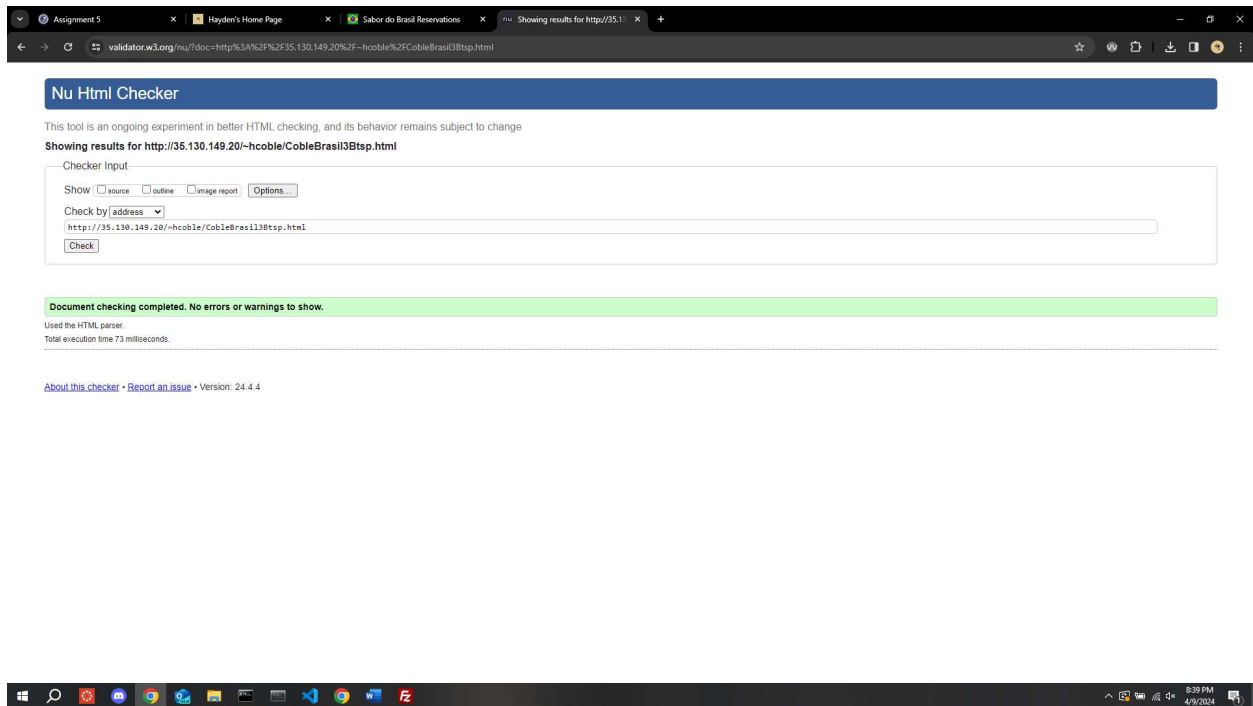 Assignment 5
Hayden's Home Page
Sabor do Brasil Reservations
nu Showing results for http://35.1
validator.w3.org/nu/?doc=http%3A%2F%2F35.130.149.20%2F~hcoble%2FCobleBrasil3Btsp.html
Nu Html Checker
This tool is an ongoing experiment in better HTML checking, and its behavior remains subject to change
Showing results for http://35.130.149.20/~hcoble/CobleBrasil3Btsp.html
Checker Input
Show source outline image report Options...
Check by address
http://35.130.149.20/~hcoble/CobleBrasil3Btsp.html
Check
Document checking completed. No errors or warnings to show.
Used the HTML parser.
Total execution time 73 milliseconds.
About this checker • Report an issue • Version: 24.4.4
8:39 PM
4/9/2024